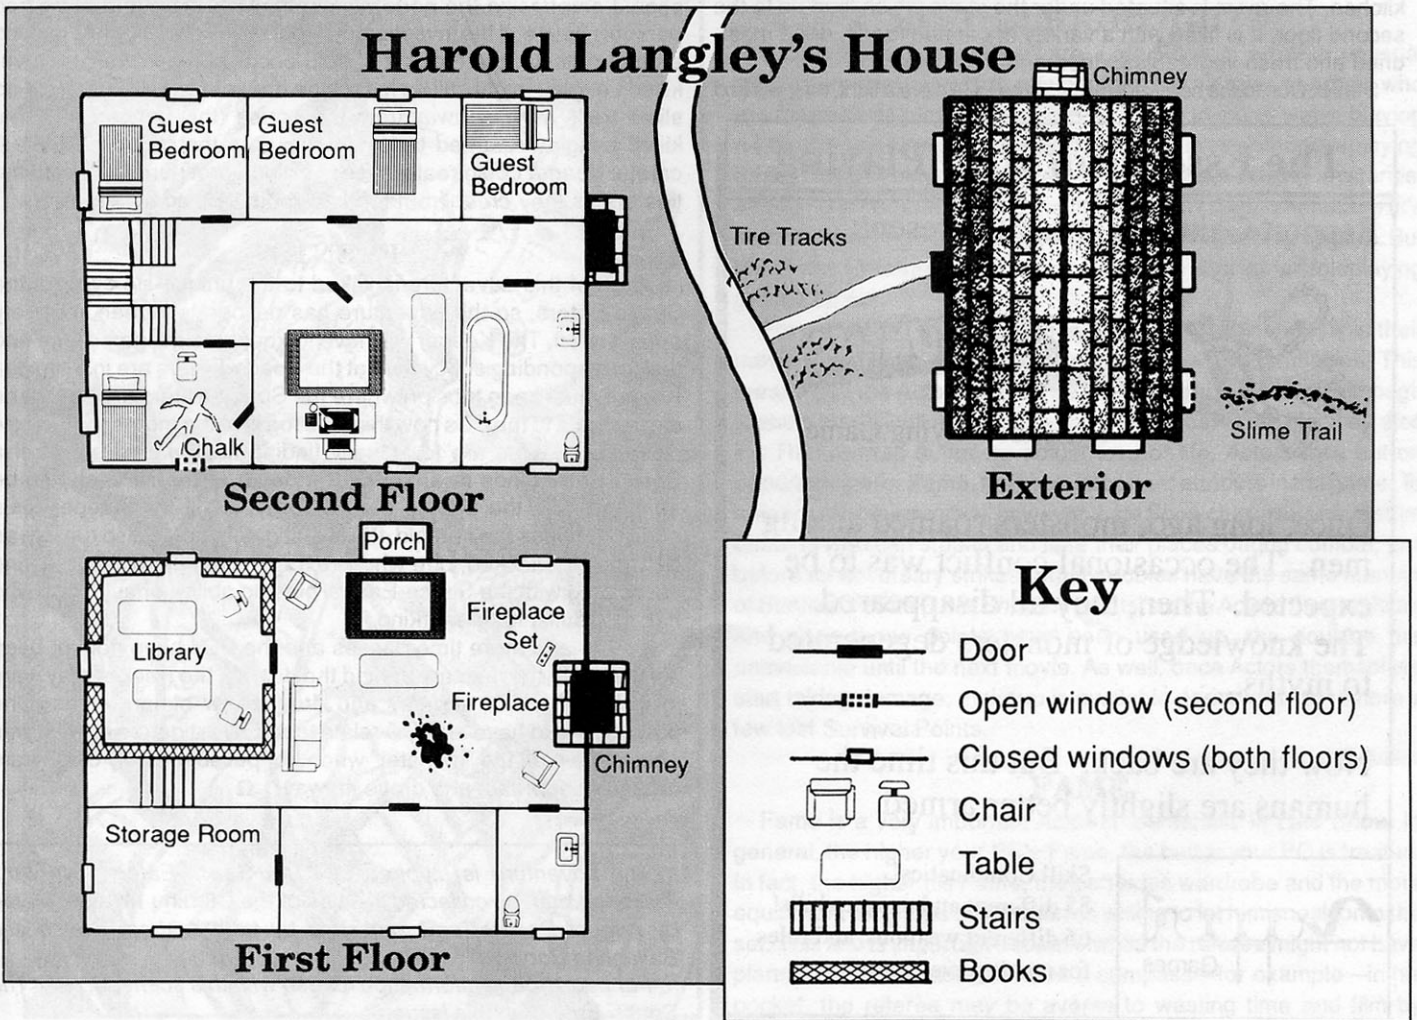 Harold Langley's House
Chimney
Guest
Bedroom
Guest
Bedroom
Guest
Bedroom
Tire Tracks
Chalk
Slime Trail
Second Floor
Exterior
Porch
Fireplace
Set
Library
Fireplace
Chimney
Storage Room
First Floor
Key
Door
Open window (second floor)
Closed windows (both floors)
Chair
Table
Stairs
Books